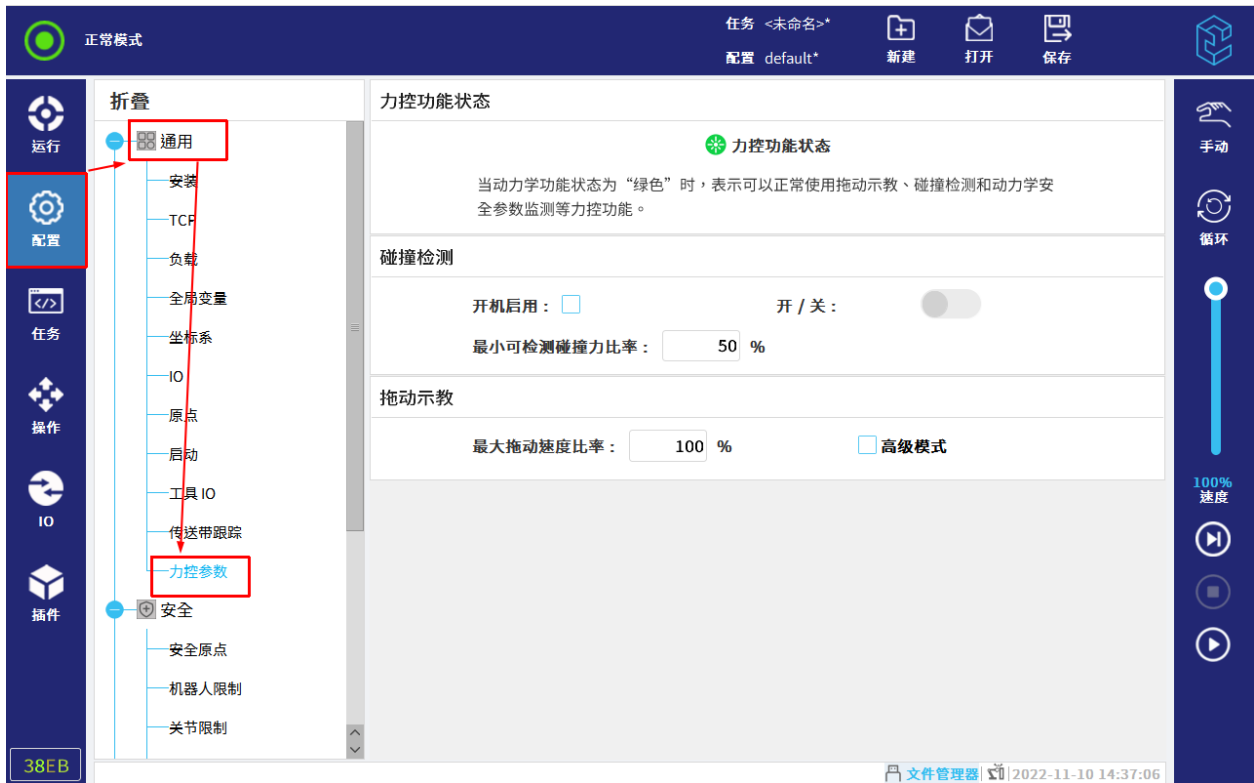 正常模式
任务 <未命名>*
配置 default*
新建
打开
保存
运行
配置
任务
操作
IO
插件
38EB
折叠
通用
安装
TCP
负载
全局变量
坐标系
IO
原点
启动
工具 IO
传送带跟踪
力控参数
安全
安全原点
机器人限制
关节限制
力控功能状态
力控功能状态
当动力学功能状态为“绿色”时，表示可以正常使用拖动示教、碰撞检测和动力学安
全参数监测等力控功能。
碰撞检测
开机启用： 开 / 关：
最小可检测碰撞力比率： 50 %
拖动示教
最大拖动速度比率： 100 % 高级模式
手动
循环
100%
速度
文件管理器 2022-11-10 14:37:06